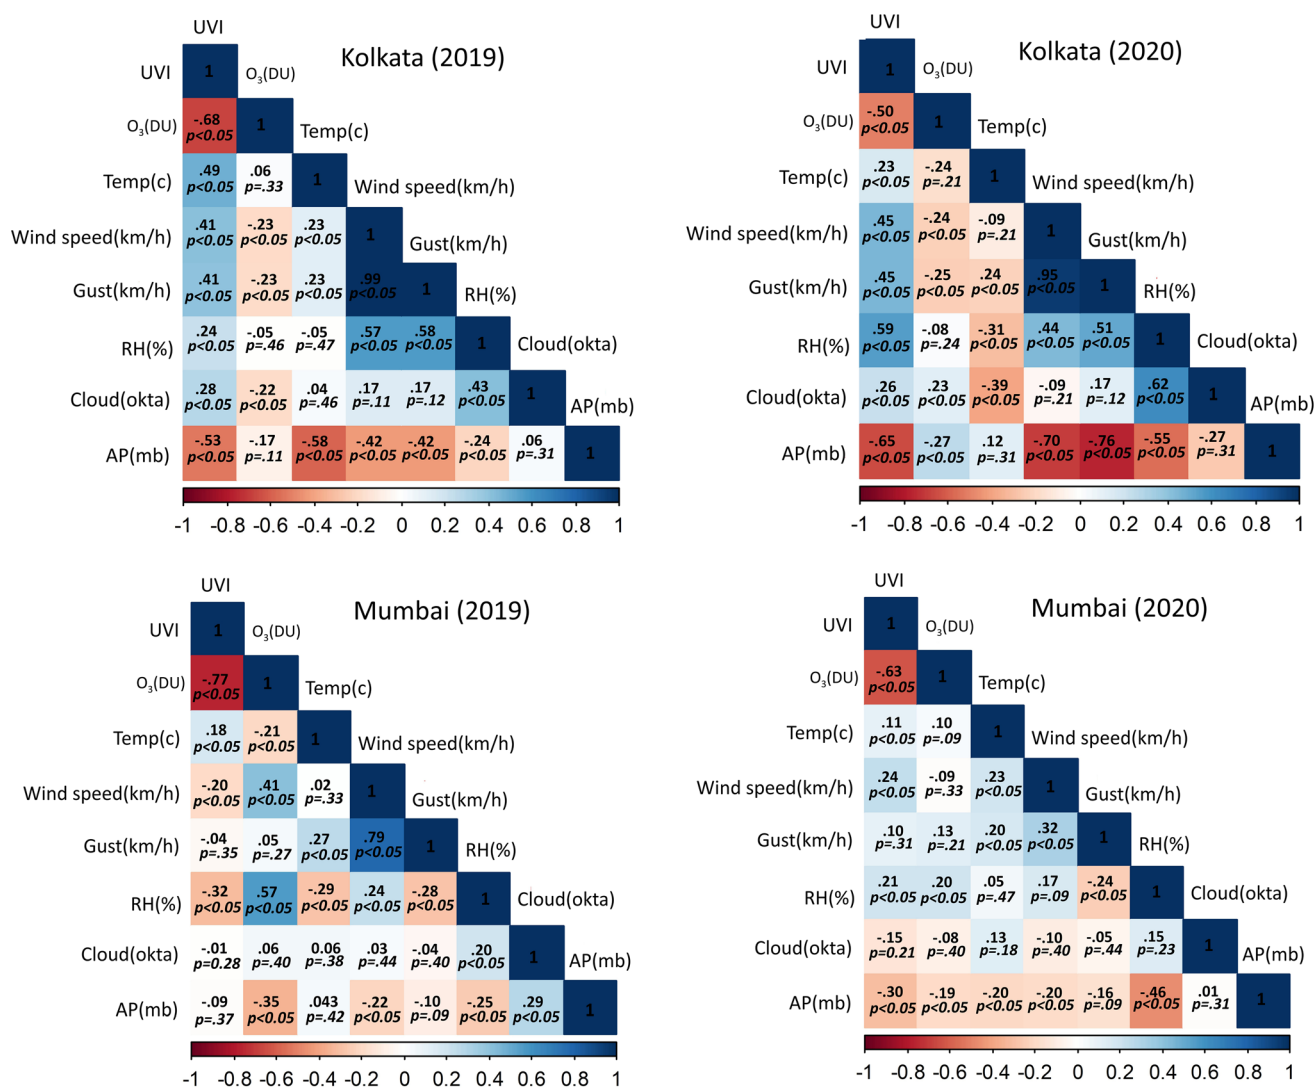 UVI
Kolkata (2019)
UVI 1 O₃(DU)
O₃(DU) -.68 1 Temp(c)
p<0.05
Temp(c) .49 .06 1 Wind speed(km/h)
p<0.05 p=.33
Wind speed(km/h) .41 -.23 .23 1 Gust(km/h)
p<0.05 p<0.05 p<0.05
Gust(km/h) .41 -.23 .23 .99 1 RH(%)
p<0.05 p<0.05 p<0.05 p<0.05
RH(%) .24 -.05 -.05 .57 .58 1 Cloud(okta)
p<0.05 p=.46 p=.47 p<0.05 p<0.05
Cloud(okta) .28 -.22 .04 .17 .17 .43 1 AP(mb)
p<0.05 p<0.05 p=.46 p=.11 p=.12 p<0.05
AP(mb) -.53 -.17 -.58 -.42 -.42 -.24 .06 1
p<0.05 p=.11 p<0.05 p<0.05 p<0.05 p<0.05 p=.31
-1 -0.8 -0.6 -0.4 -0.2 0 0.2 0.4 0.6 0.8 1
UVI
Kolkata (2020)
UVI 1 O₃(DU)
O₃(DU) -.50 1 Temp(c)
p<0.05
Temp(c) .23 -.24 1 Wind speed(km/h)
p<0.05 p=.21
Wind speed(km/h) .45 -.24 -.09 1 Gust(km/h)
p<0.05 p<0.05 p=.21
Gust(km/h) .45 -.25 .24 .95 1 RH(%)
p<0.05 p<0.05 p<0.05 p<0.05
RH(%) .59 -.08 -.31 .44 .51 1 Cloud(okta)
p<0.05 p=.24 p<0.05 p<0.05 p<0.05
Cloud(okta) .26 .23 -.39 -.09 .17 .62 1 AP(mb)
p<0.05 p<0.05 p<0.05 p=.21 p=.12 p<0.05
AP(mb) -.65 -.27 .12 -.70 -.76 -.55 -.27 1
p<0.05 p<0.05 p=.31 p<0.05 p<0.05 p<0.05 p=.31
-1 -0.8 -0.6 -0.4 -0.2 0 0.2 0.4 0.6 0.8 1
UVI
Mumbai (2019)
UVI 1 O₃(DU)
O₃(DU) -.77 1 Temp(c)
p<0.05
Temp(c) .18 -.21 1 Wind speed(km/h)
p<0.05 p<0.05
Wind speed(km/h) -.20 .41 .02 1 Gust(km/h)
p<0.05 p<0.05 p=.33
Gust(km/h) -.04 .05 .27 .79 1 RH(%)
p=.35 p=.27 p<0.05 p<0.05
RH(%) -.32 .57 -.29 .24 -.28 1 Cloud(okta)
p<0.05 p<0.05 p<0.05 p<0.05 p<0.05
Cloud(okta) -.01 .06 0.06 .03 -.04 .20 1 AP(mb)
p=0.28 p=.40 p=.38 p=.44 p=.40 p<0.05
AP(mb) -.09 -.35 .043 -.22 -.10 -.25 .29 1
p=.37 p<0.05 p=.42 p<0.05 p=.09 p<0.05 p<0.05
-1 -0.8 -0.6 -0.4 -0.2 0 0.2 0.4 0.6 0.8 1
UVI
Mumbai (2020)
UVI 1 O₃(DU)
O₃(DU) -.63 1 Temp(c)
p<0.05
Temp(c) .11 .10 1 Wind speed(km/h)
p<0.05 p=.09
Wind speed(km/h) .24 -.09 .23 1 Gust(km/h)
p<0.05 p=.33 p<0.05
Gust(km/h) .10 .13 .20 .32 1 RH(%)
p=.31 p=.21 p<0.05 p<0.05
RH(%) .21 .20 .05 .17 -.24 1 Cloud(okta)
p<0.05 p<0.05 p=.47 p=.09 p<0.05
Cloud(okta) -.15 -.08 .13 -.10 -.05 .15 1 AP(mb)
p=0.21 p=.40 p=.18 p=.40 p=.44 p=.23
AP(mb) -.30 -.19 -.20 -.20 -.16 -.46 .01 1
p<0.05 p<0.05 p<0.05 p<0.05 p=.09 p<0.05 p=.31
-1 -0.8 -0.6 -0.4 -0.2 0 0.2 0.4 0.6 0.8 1